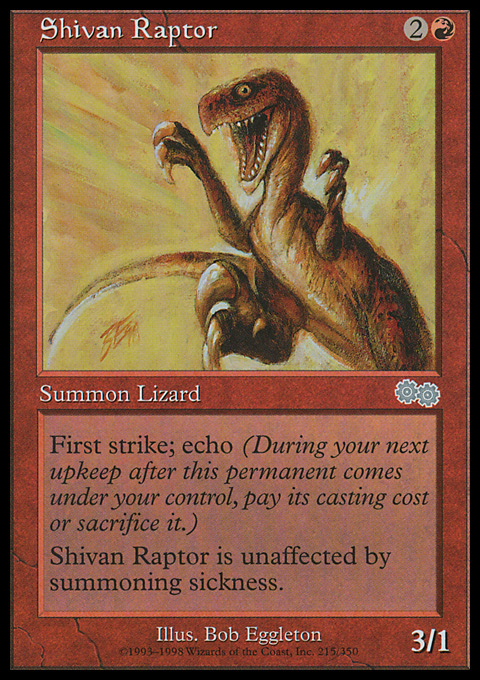 Shivan Raptor 2
Summon Lizard
First strike; echo (During your next
upkeep after this permanent comes
under your control, pay its casting cost
or sacrifice it.)
Shivan Raptor is unaffected by
summoning sickness.
Illus. Bob Eggleton
©1993–1998 Wizards of the Coast, Inc. 215/350
3/1